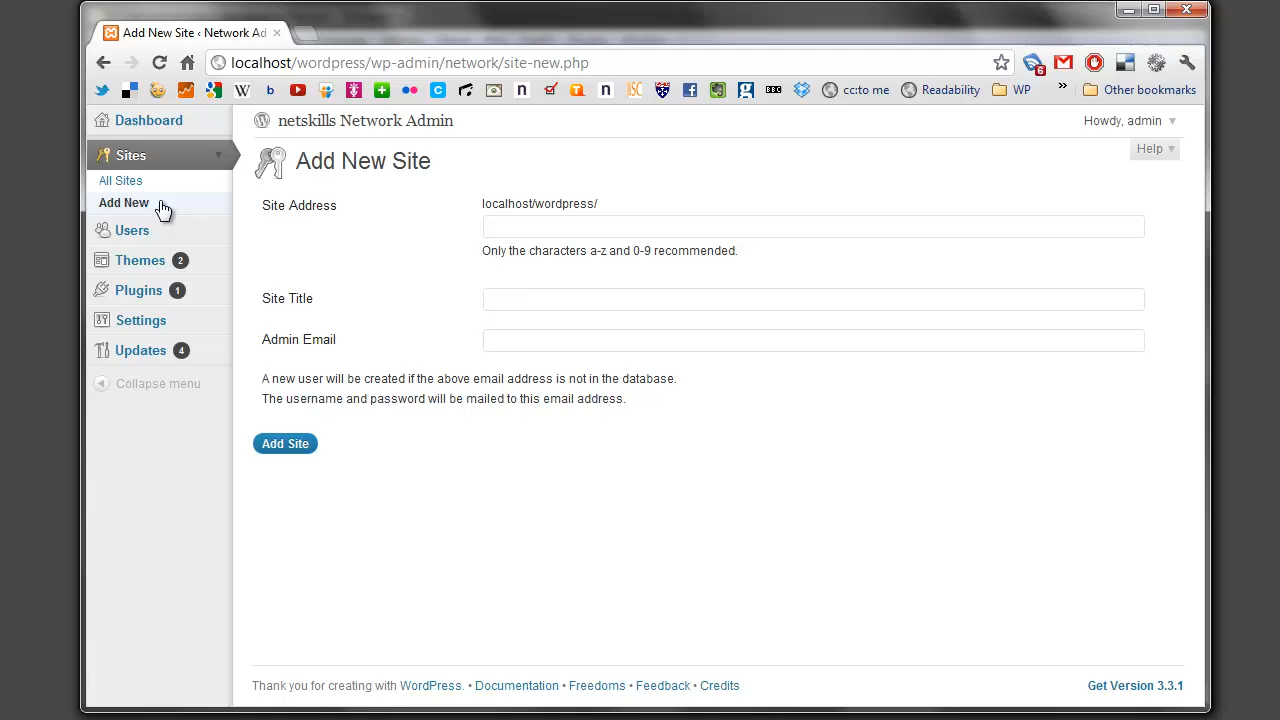 Add New Site ‹ Network Ad
localhost/wordpress/wp-admin/network/site-new.php
6
W b c n T n JISC g BBC cc:to me Readability WP » Other bookmarks
Dashboard
netskills Network Admin
Howdy, admin
Sites
Add New Site
Help
All Sites
Add New
Users
Themes 2
Plugins 1
Settings
Updates 4
Collapse menu
Site Address
localhost/wordpress/
Only the characters a-z and 0-9 recommended.
Site Title
Admin Email
A new user will be created if the above email address is not in the database.
The username and password will be mailed to this email address.
Add Site
Thank you for creating with WordPress. • Documentation • Freedoms • Feedback • Credits
Get Version 3.3.1